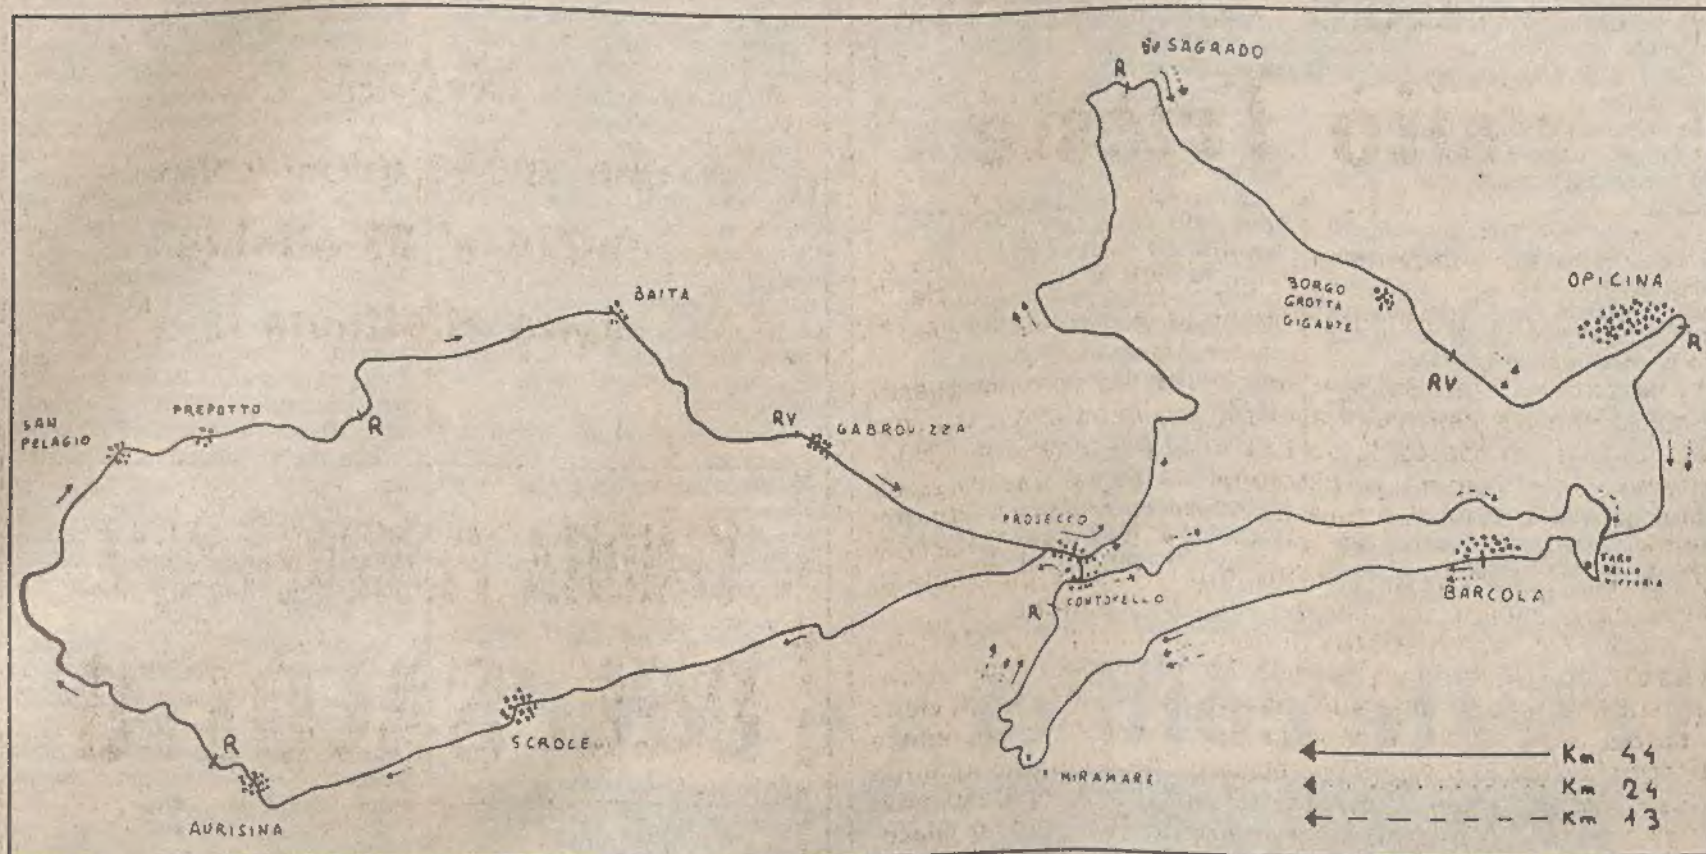 SAGRADO
R
BORGO
GROTTA
GIGANTE
OPICINA
R
RV
BAITA
SAN
PELAGIO
PREPOTTO
R
RV
GABROVIZZA
PROSECCO
CONTOVELLO
R
FARO
DELLA
VITTORIA
BARCOLA
S CROCE
R
AURISINA
MIRAMARE
Km 44
Km 24
Km 13